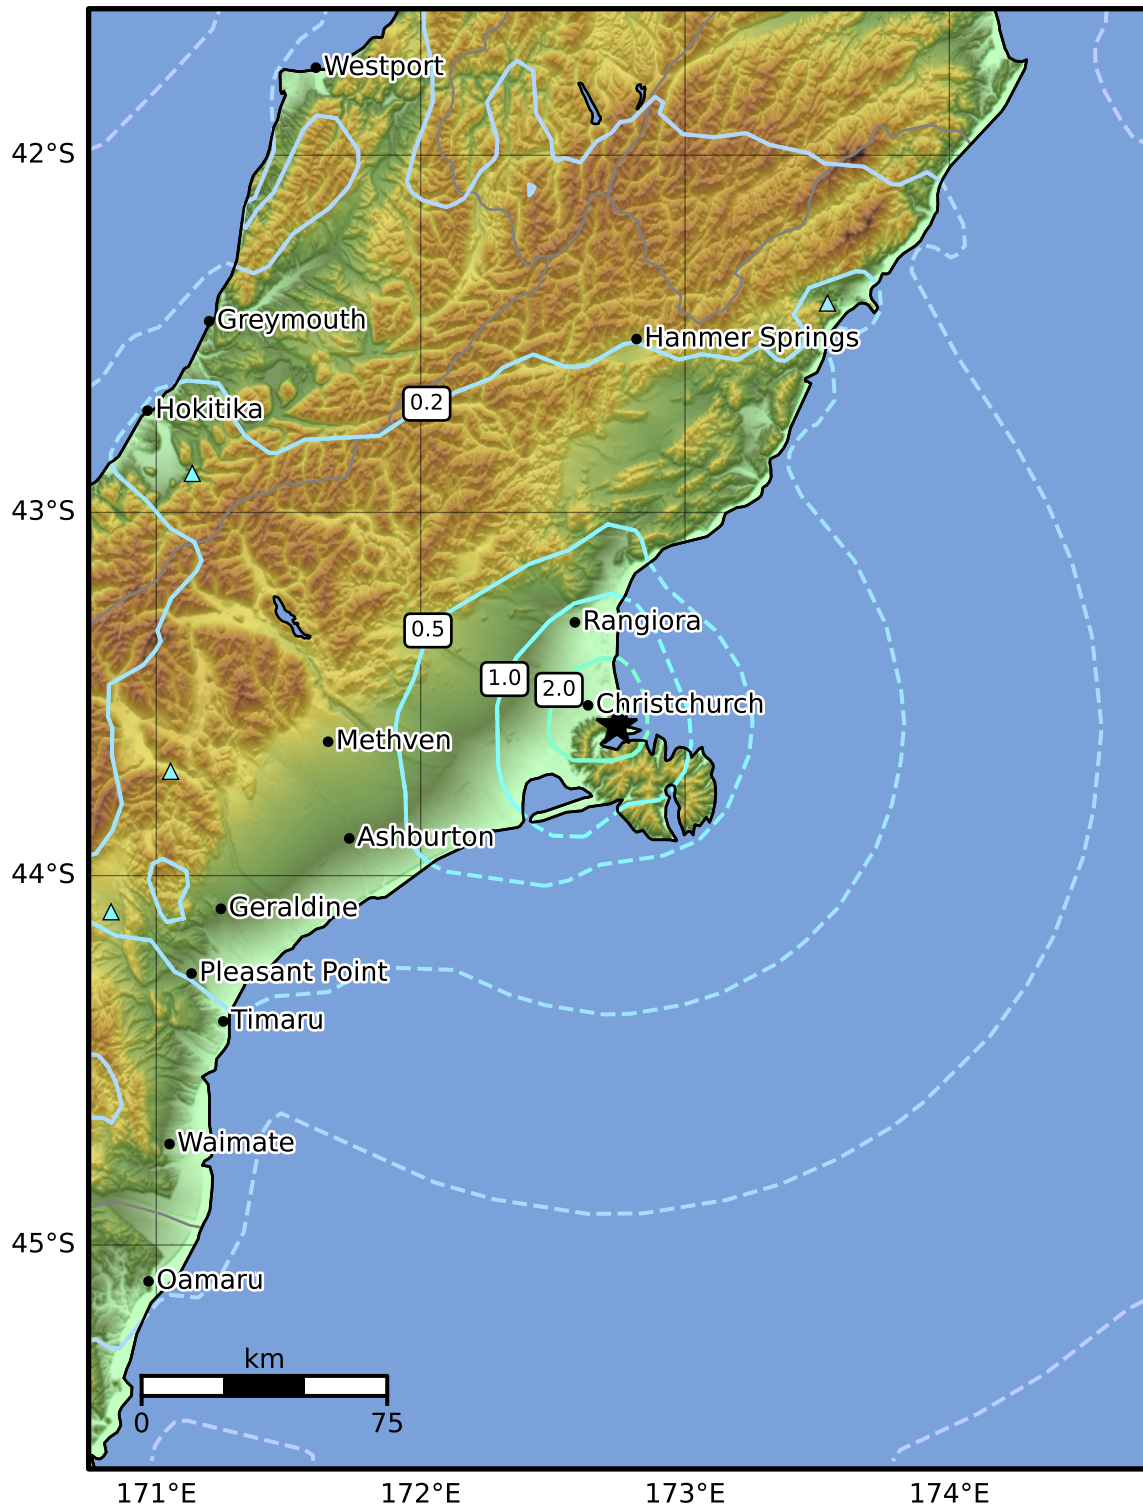 Westport
42°S
Greymouth
Hanmer Springs
0.2
Hokitika
43°S
Rangiora
0.5
1.0
2.0
Christchurch
Methven
Ashburton
44°S
Geraldine
Pleasant Point
Timaru
Waimate
45°S
Oamaru
km
0
75
171°E
172°E
173°E
174°E